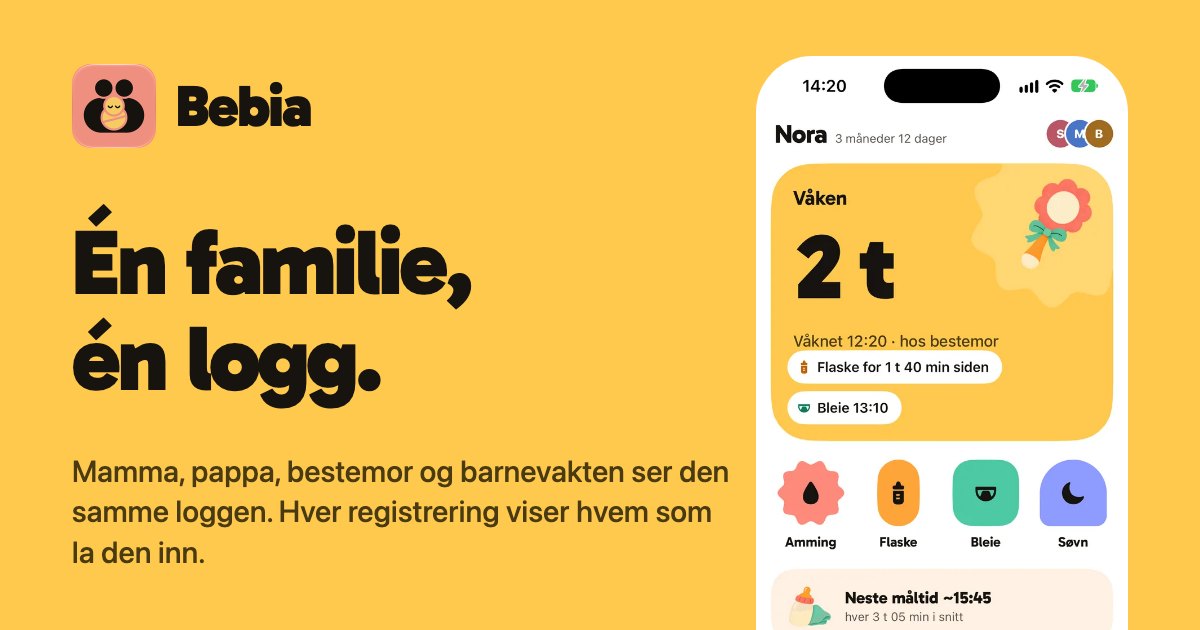 Bebia
Én familie,
én logg.
Mamma, pappa, bestemor og barnevakten ser den
samme loggen. Hver registrering viser hvem som
la den inn.
14:20
Nora 3 måneder 12 dager
S M B
Våken
2 t
Våknet 12:20 · hos bestemor
Flaske for 1 t 40 min siden
Bleie 13:10
Amming Flaske Bleie Søvn
Neste måltid ~15:45
hver 3 t 05 min i snitt